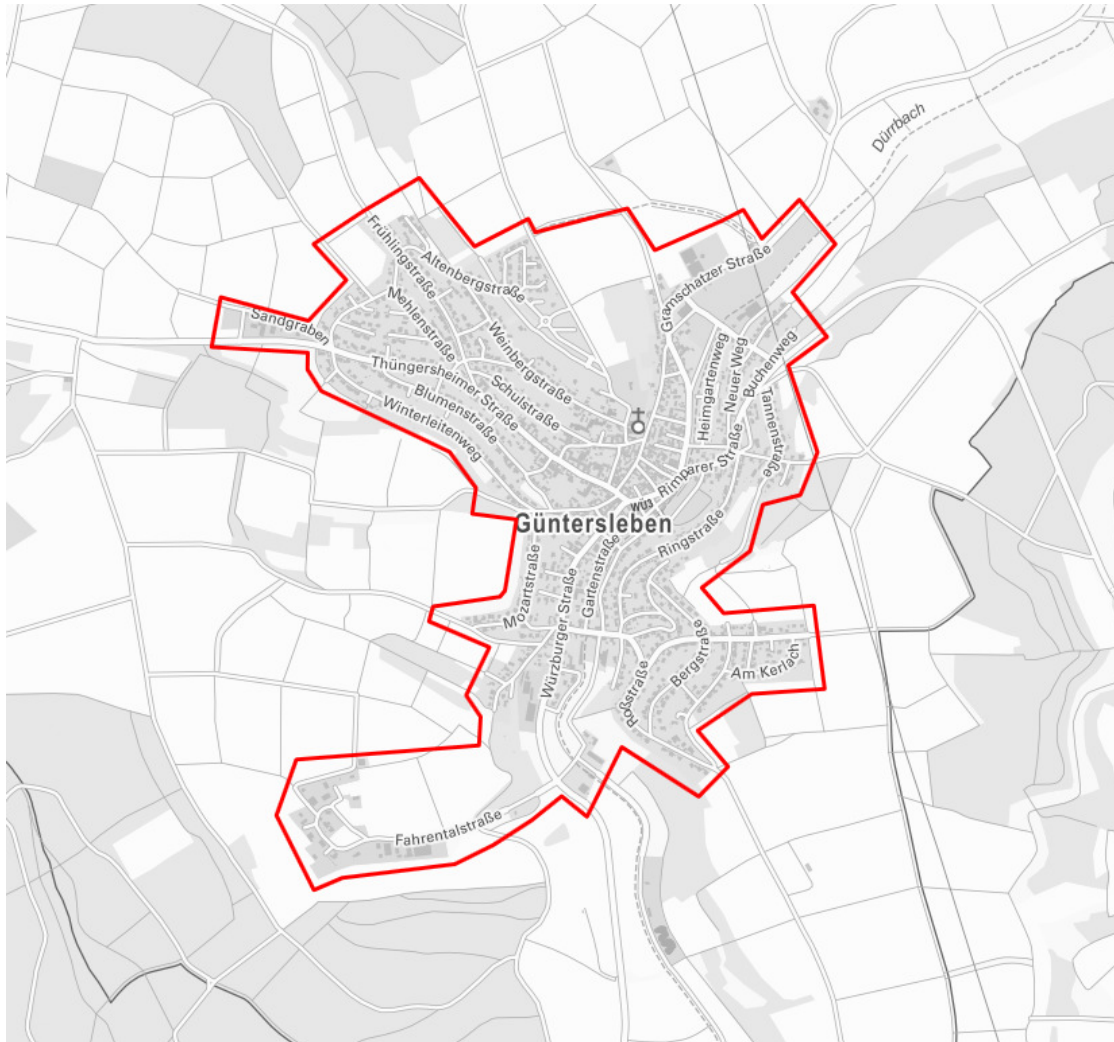 Dürrbach
Frühlingstraße
Altenbergstraße
Gramschatzer Straße
Sandgraben
Mehlenstraße
Weinbergstraße
Heimgartenweg
Neuer Weg
Buchenweg
Thüngersheimer Straße
Schulstraße
Blumenstraße
Tannenstraße
Winterleitenweg
Rimparer Straße
WÜ3
Güntersleben
Ringstraße
Mozartstraße
Gartenstraße
Würzburger Straße
Bergstraße
Roßstraße
Am Kerlach
Fahrentalstraße